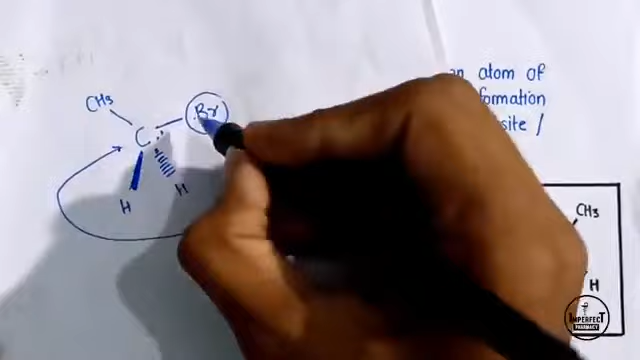 an atom of
formation
site /
CH3
C
Br
H
H
CH3
H
IMPERFECT
PHARMACY